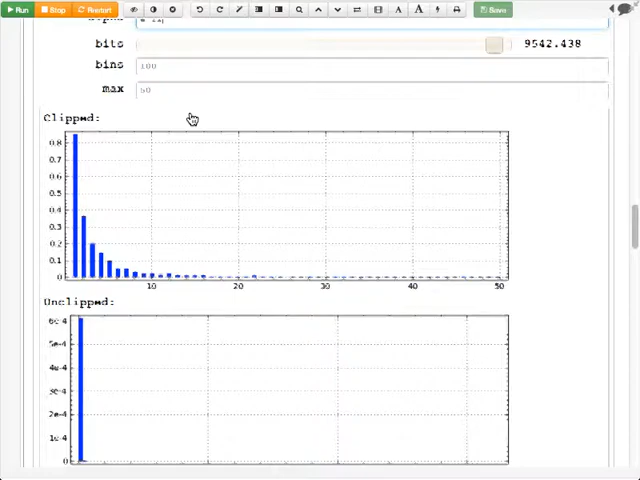 Run Stop Restart Save
bits 9542.438
bins 100
max 50
Clipped:
0.8
0.7
0.6
0.5
0.4
0.3
0.2
0.1
0
10 20 30 40 50
Unclipped:
6e-4
5e-4
4e-4
3e-4
2e-4
1e-4
0